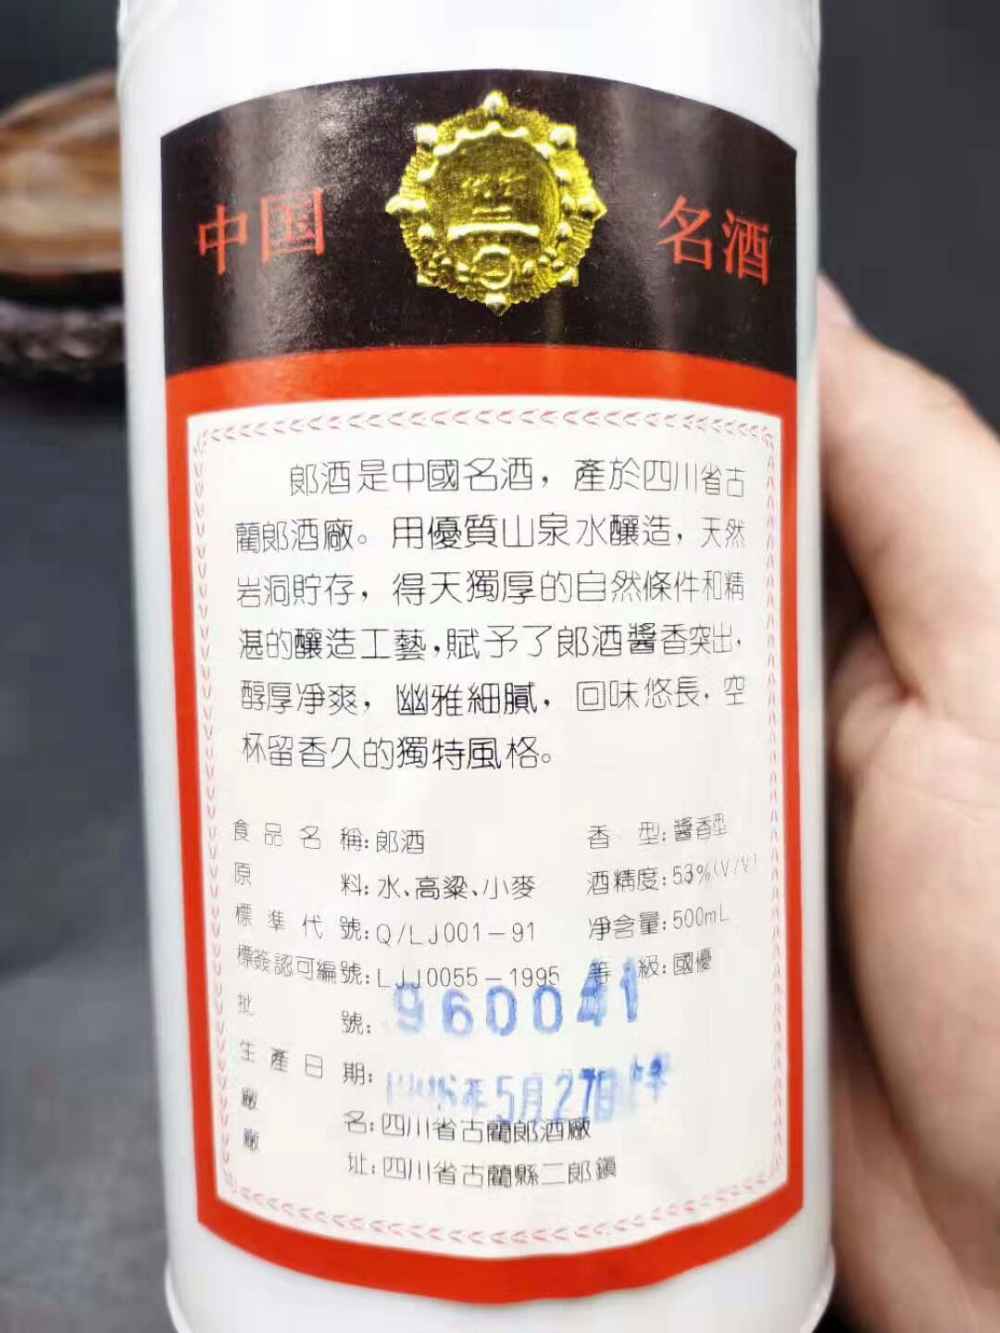 中国 名酒
郎酒是中國名酒，產於四川省古
藺郎酒廠。用優質山泉水釀造，天然
岩洞貯存，得天獨厚的自然條件和精
湛的釀造工藝，賦予了郎酒醬香突出，
醇厚净爽，幽雅細膩，回味悠長，空
杯留香久的獨特風格。
食品名稱：郎酒 香型：醬香型
原料：水、高粱、小麥 酒精度：53%(V/V)
標準代號：Q/LJ001-91 净含量：500mL
標簽認可編號：LJJ0055-1995 等級：國優
批號：960041
生產日期：年5月27日
廠名：四川省古藺郎酒廠
廠址：四川省古藺縣二郎鎮